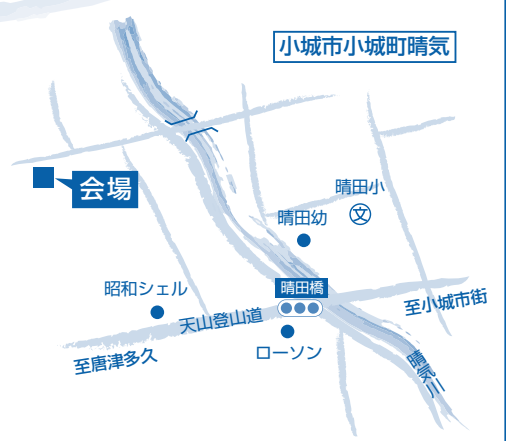 小城市小城町晴気
会場
晴田小
文
晴田幼
晴田橋
昭和シェル
至小城市街
天山登山道
ローソン
至唐津多久
晴気川